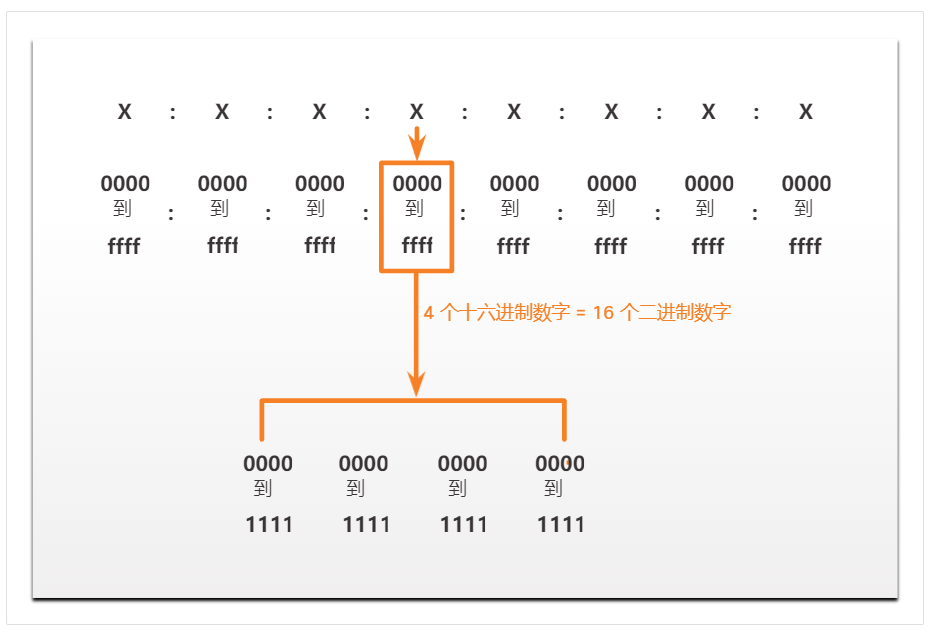 X : X : X : X : X : X : X : X
0000 0000 0000 0000 0000 0000 0000 0000
到 : 到 : 到 : 到 : 到 : 到 : 到 : 到
ffff ffff ffff ffff ffff ffff ffff ffff
4 个十六进制数字 = 16 个二进制数字
0000 0000 0000 0000
到 到 到 到
1111 1111 1111 1111